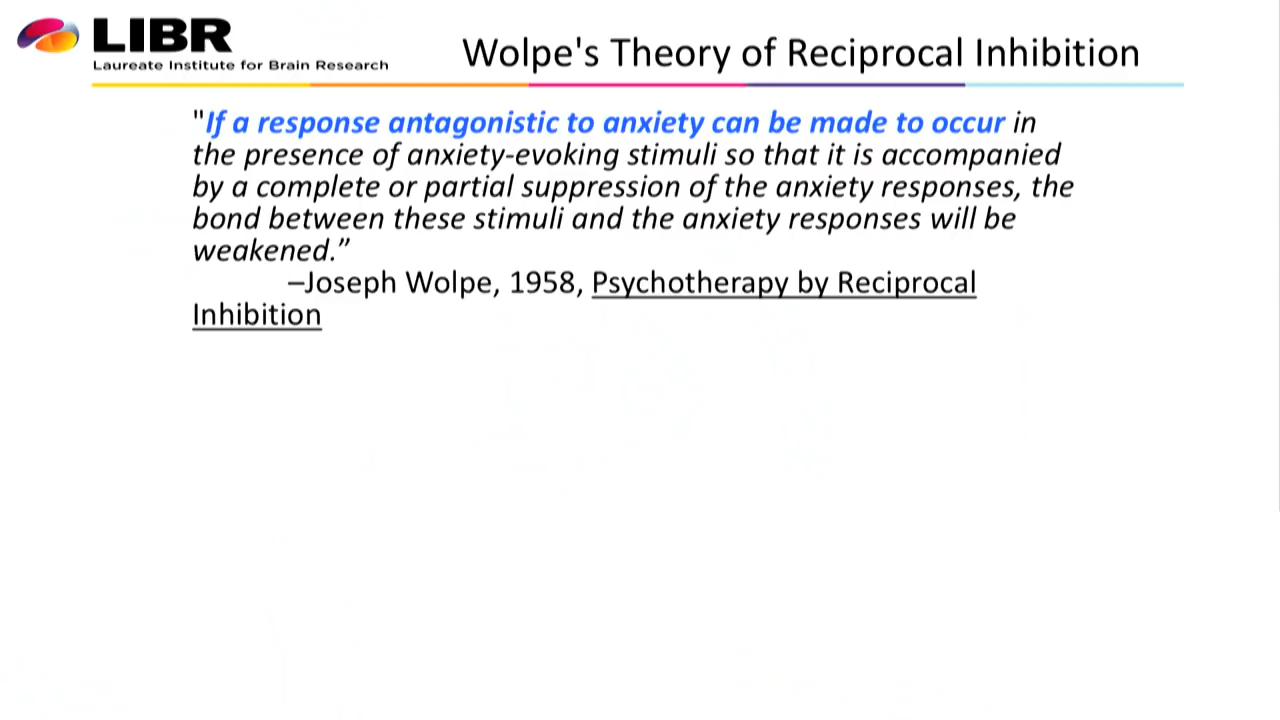 LIBR
Laureate Institute for Brain Research
Wolpe's Theory of Reciprocal Inhibition
"If a response antagonistic to anxiety can be made to occur in
the presence of anxiety-evoking stimuli so that it is accompanied
by a complete or partial suppression of the anxiety responses, the
bond between these stimuli and the anxiety responses will be
weakened.”
–Joseph Wolpe, 1958, Psychotherapy by Reciprocal
Inhibition